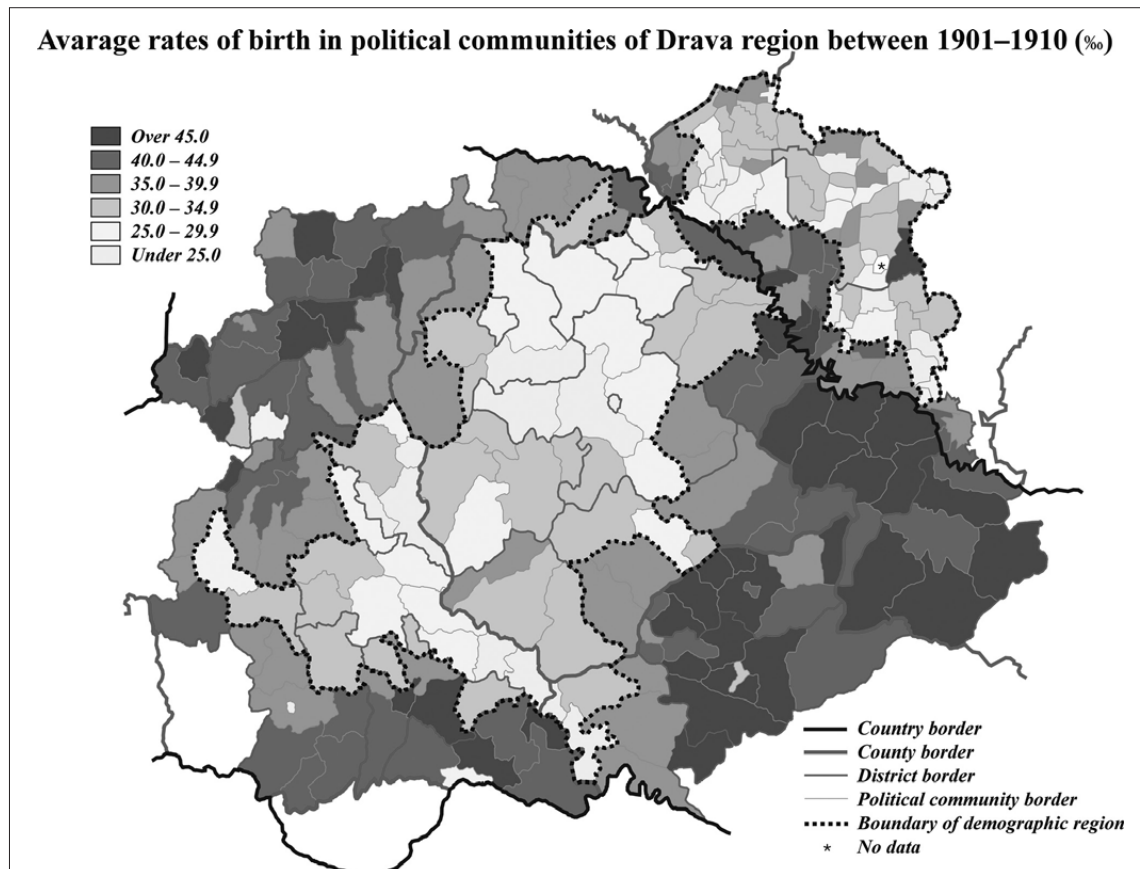 Avarage rates of birth in political communities of Drava region between 1901–1910 (‰)
Over 45.0
40.0 – 44.9
35.0 – 39.9
30.0 – 34.9
25.0 – 29.9
Under 25.0
*
Country border
County border
District border
Political community border
Boundary of demographic region
* No data